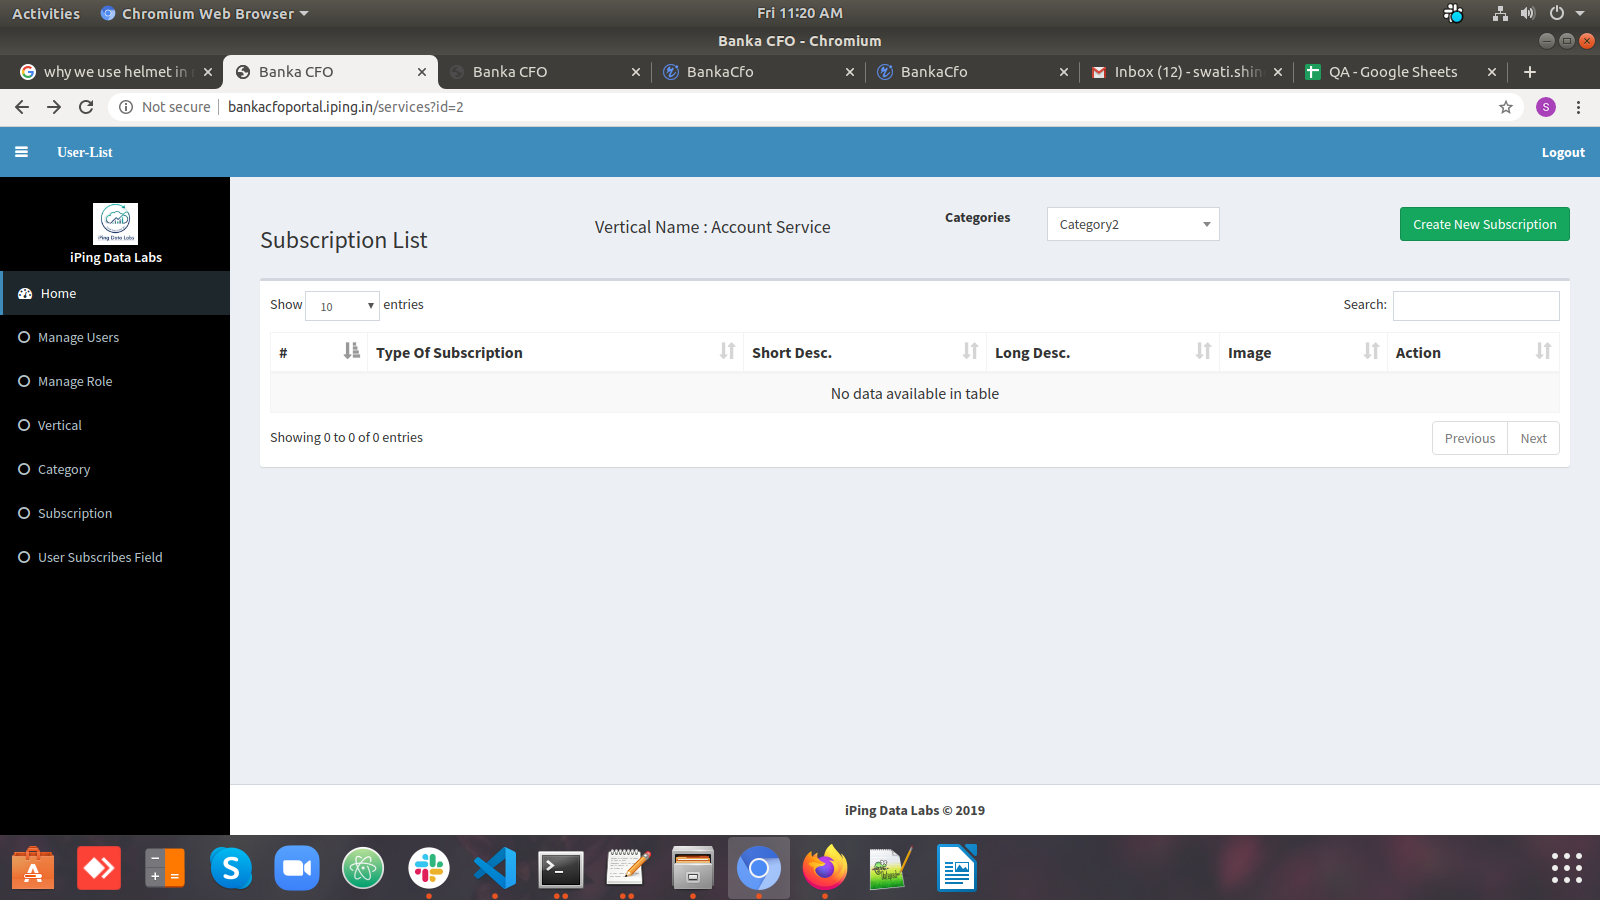 Activities Chromium Web Browser Fri 11:20 AM
Banka CFO - Chromium
why we use helmet in Banka CFO Banka CFO BankaCfo BankaCfo Inbox (12) - swati.shin QA - Google Sheets
Not secure bankacfoportal.iping.in/services?id=2 S
User-List Logout
iPing Data Labs
iPing Data Labs
Home
Manage Users
Manage Role
Vertical
Category
Subscription
User Subscribes Field
Subscription List Vertical Name : Account Service Categories Category2 Create New Subscription
Show 10 entries Search:
# Type Of Subscription Short Desc. Long Desc. Image Action
No data available in table
Showing 0 to 0 of 0 entries Previous Next
iPing Data Labs © 2019